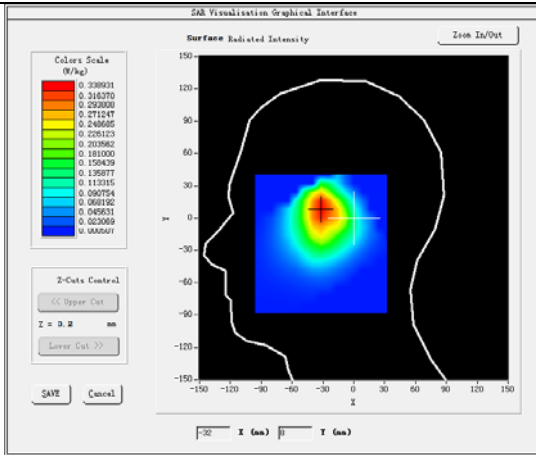 SAR Visualisation Graphical Interface
Surface Radiated Intensity
Zoom In/Out
Colors Scale
(W/kg)
0.338931
0.316370
0.293808
0.271247
0.248685
0.226123
0.203562
0.181000
0.158439
0.135877
0.113315
0.090754
0.068192
0.045631
0.023069
0.000507
150
120
90
60
30
0
-30
-60
-90
-120
-150
Y
-150 -120 -90 -60 -30 0 30 60 90 120 150
X
Z-Cuts Control
<< Upper Cut
Z = 3.2 mm
Lower Cut >>
SAVE Cancel
-32 X (mm) 8 Y (mm)